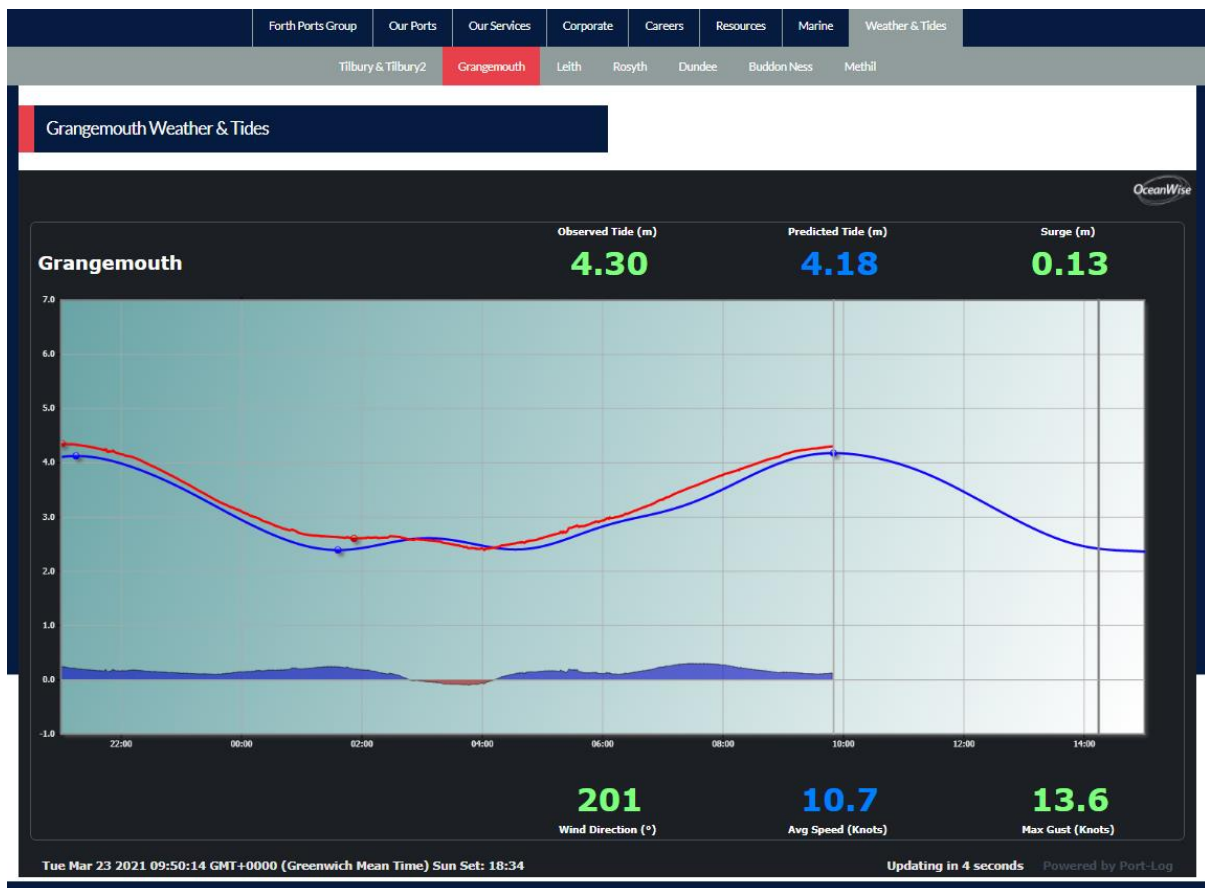 Forth Ports Group Our Ports Our Services Corporate Careers Resources Marine Weather & Tides
Tilbury & Tilbury2 Grangemouth Leith Rosyth Dundee Buddon Ness Methil
Grangemouth Weather & Tides
OceanWise
Observed Tide (m) Predicted Tide (m) Surge (m)
Grangemouth 4.30 4.18 0.13
7.0
6.0
5.0
4.0
3.0
2.0
1.0
0.0
-1.0
22:00 00:00 02:00 04:00 06:00 08:00 10:00 12:00 14:00
201 10.7 13.6
Wind Direction (°) Avg Speed (Knots) Max Gust (Knots)
Tue Mar 23 2021 09:50:14 GMT+0000 (Greenwich Mean Time) Sun Set: 18:34 Updating in 4 seconds Powered by Port-Log